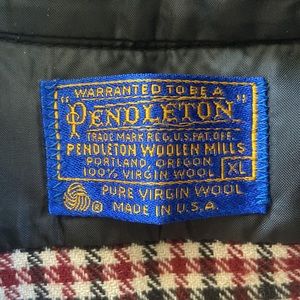 WARRANTED TO BE A
"PENDLETON"
TRADE MARK REG. U.S. PAT. OFF.
PENDLETON WOOLEN MILLS
PORTLAND, OREGON
100% VIRGIN WOOL
XL
PURE VIRGIN WOOL
® MADE IN U.S.A.